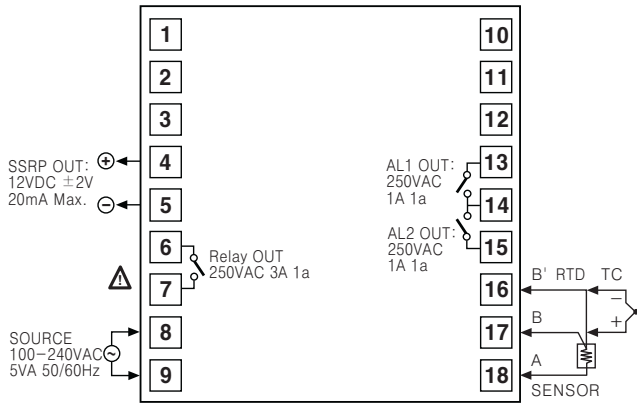 1
2
3
4
5
6
7
8
9
10
11
12
13
14
15
16
17
18
+
SSRP OUT:
12VDC ±2V
20mA Max.
−
Relay OUT
250VAC 3A 1a
!
SOURCE
100-240VAC
5VA 50/60Hz
~
AL1 OUT:
250VAC
1A 1a
AL2 OUT:
250VAC
1A 1a
B' RTD TC
−
+
B
A
SENSOR